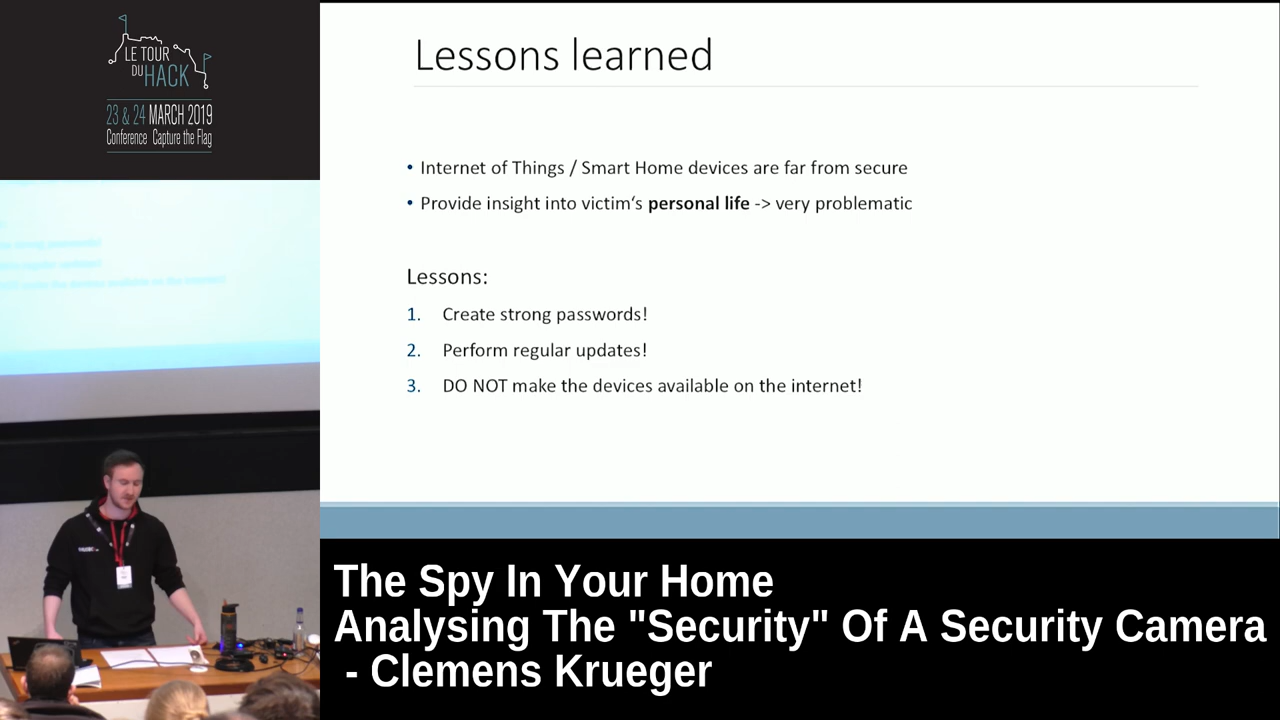 LE TOUR
DU HACK
23 & 24 MARCH 2019
Conference Capture the Flag
Lessons learned
• Internet of Things / Smart Home devices are far from secure
• Provide insight into victim‘s personal life -> very problematic
Lessons:
1. Create strong passwords!
2. Perform regular updates!
3. DO NOT make the devices available on the internet!
The Spy In Your Home
Analysing The "Security" Of A Security Camera
- Clemens Krueger